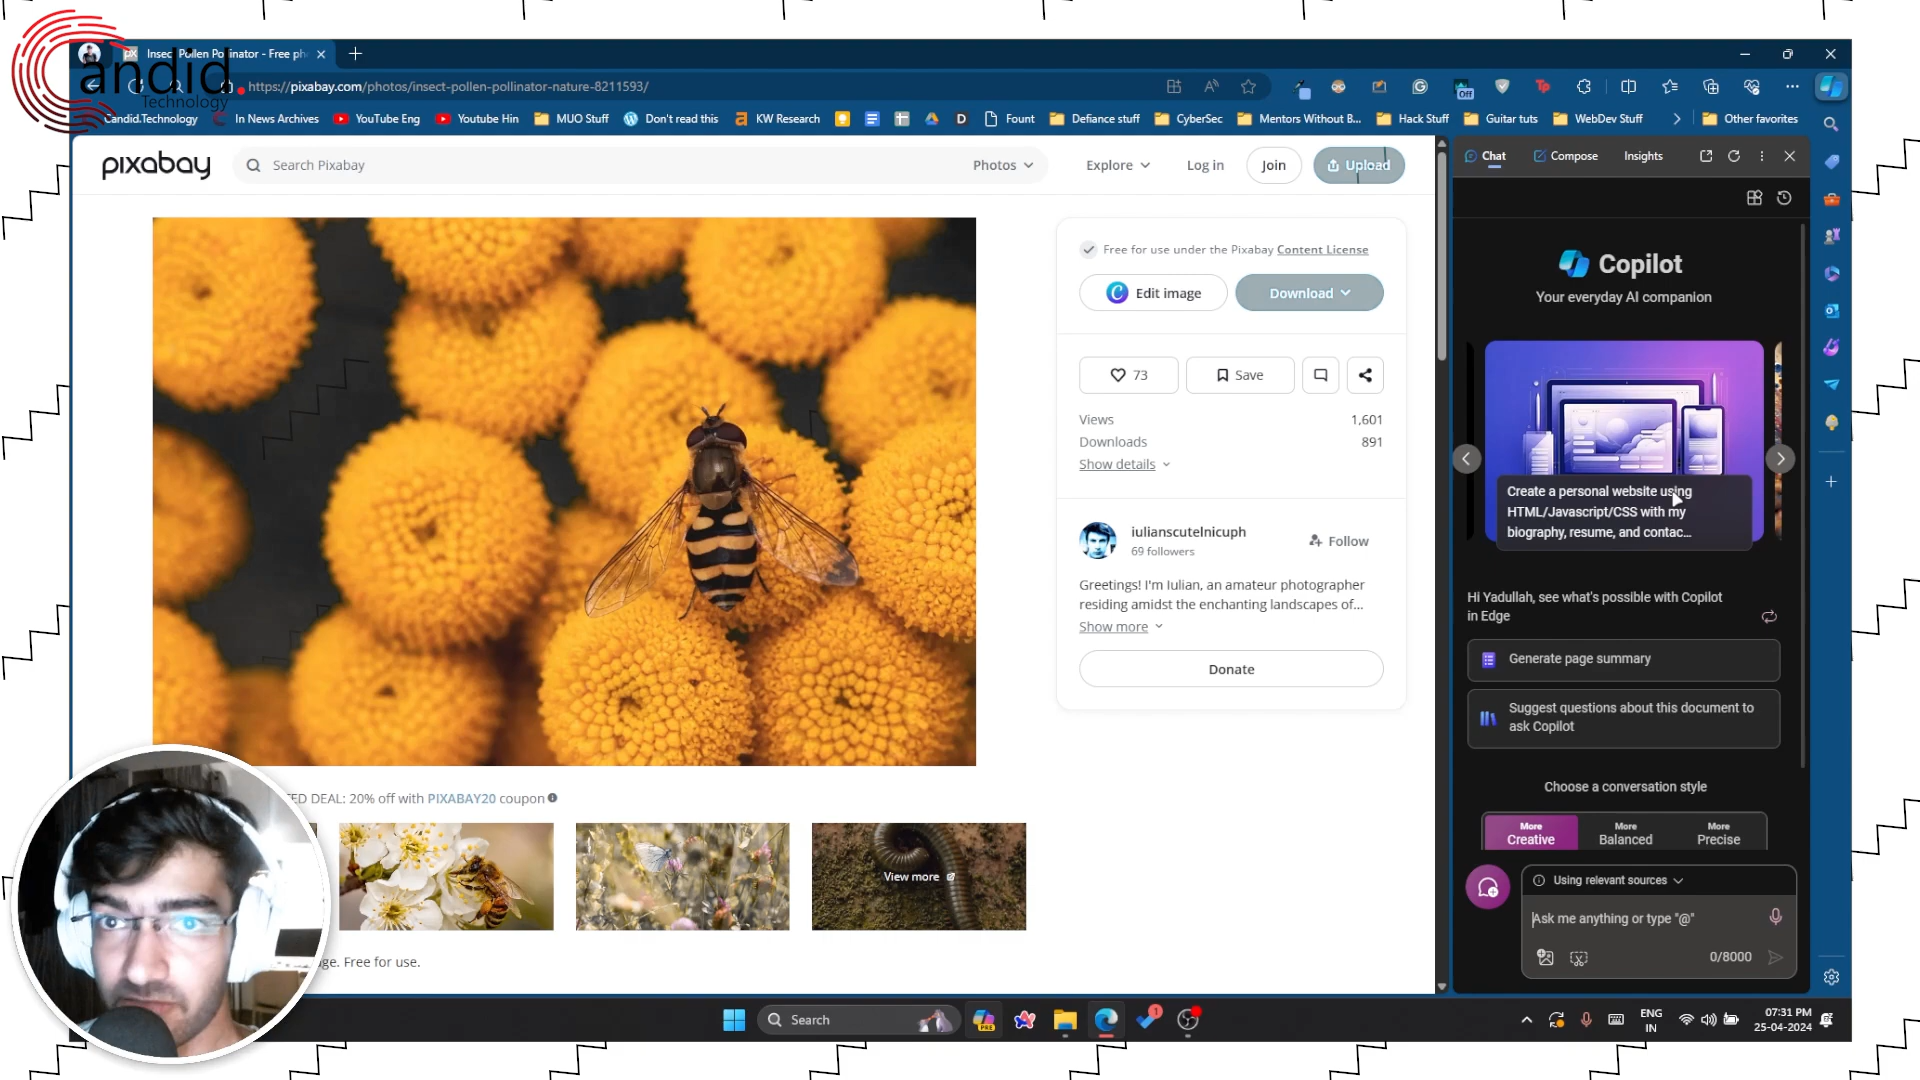 Candid
Technology
Insect Pollen Pollinator - Free ph
https://pixabay.com/photos/insect-pollen-pollinator-nature-8211593/
Off
Candid.Technology
In News Archives
YouTube Eng
Youtube Hin
MUO Stuff
Don't read this
KW Research
D
Fount
Defiance stuff
CyberSec
Mentors Without B...
Hack Stuff
Guitar tuts
WebDev Stuff
Other favorites
pixabay
Search Pixabay
Photos
Explore
Log in
Join
Upload
Chat
Compose
Insights
Free for use under the Pixabay Content License
Edit image
Download
73
Save
Views 1,601
Downloads 891
Show details
iulianscutelnicuph
69 followers
Follow
Greetings! I'm Iulian, an amateur photographer
residing amidst the enchanting landscapes of...
Show more
Donate
TED DEAL: 20% off with PIXABAY20 coupon
View more
ge. Free for use.
Copilot
Your everyday AI companion
Create a personal website using
HTML/Javascript/CSS with my
biography, resume, and contac...
Hi Yadullah, see what's possible with Copilot
in Edge
Generate page summary
Suggest questions about this document to
ask Copilot
Choose a conversation style
More
Creative
More
Balanced
More
Precise
Using relevant sources
Ask me anything or type "@"
0/8000
Search
PRE
1
ENG
IN
07:31 PM
25-04-2024